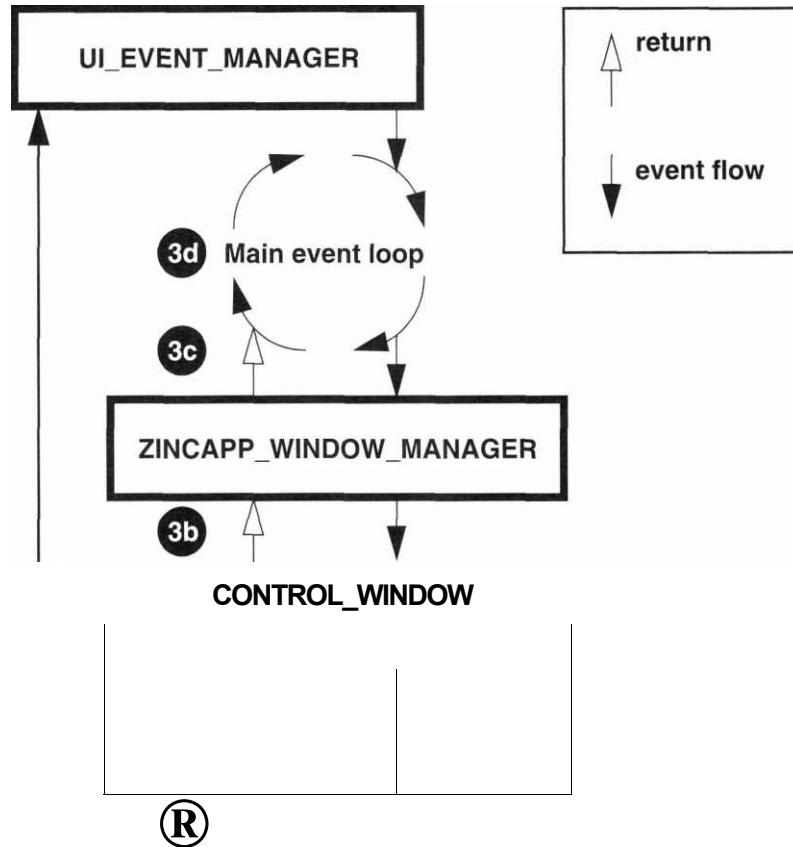 UI_EVENT_MANAGER
return
event flow
3d Main event loop
3c
ZINCAPP_WINDOW_MANAGER
3b
CONTROL_WINDOW
®